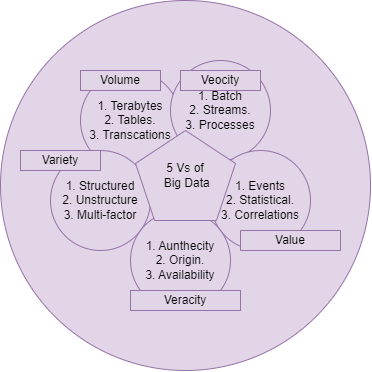 Volume
1. Terabytes
2. Tables.
3. Transcations
Veocity
1. Batch
2. Streams.
3. Processes
Variety
1. Structured
2. Unstructure
3. Multi-factor
5 Vs of
Big Data
1. Events
2. Statistical.
3. Correlations
Value
1. Aunthecity
2. Origin.
3. Availability
Veracity